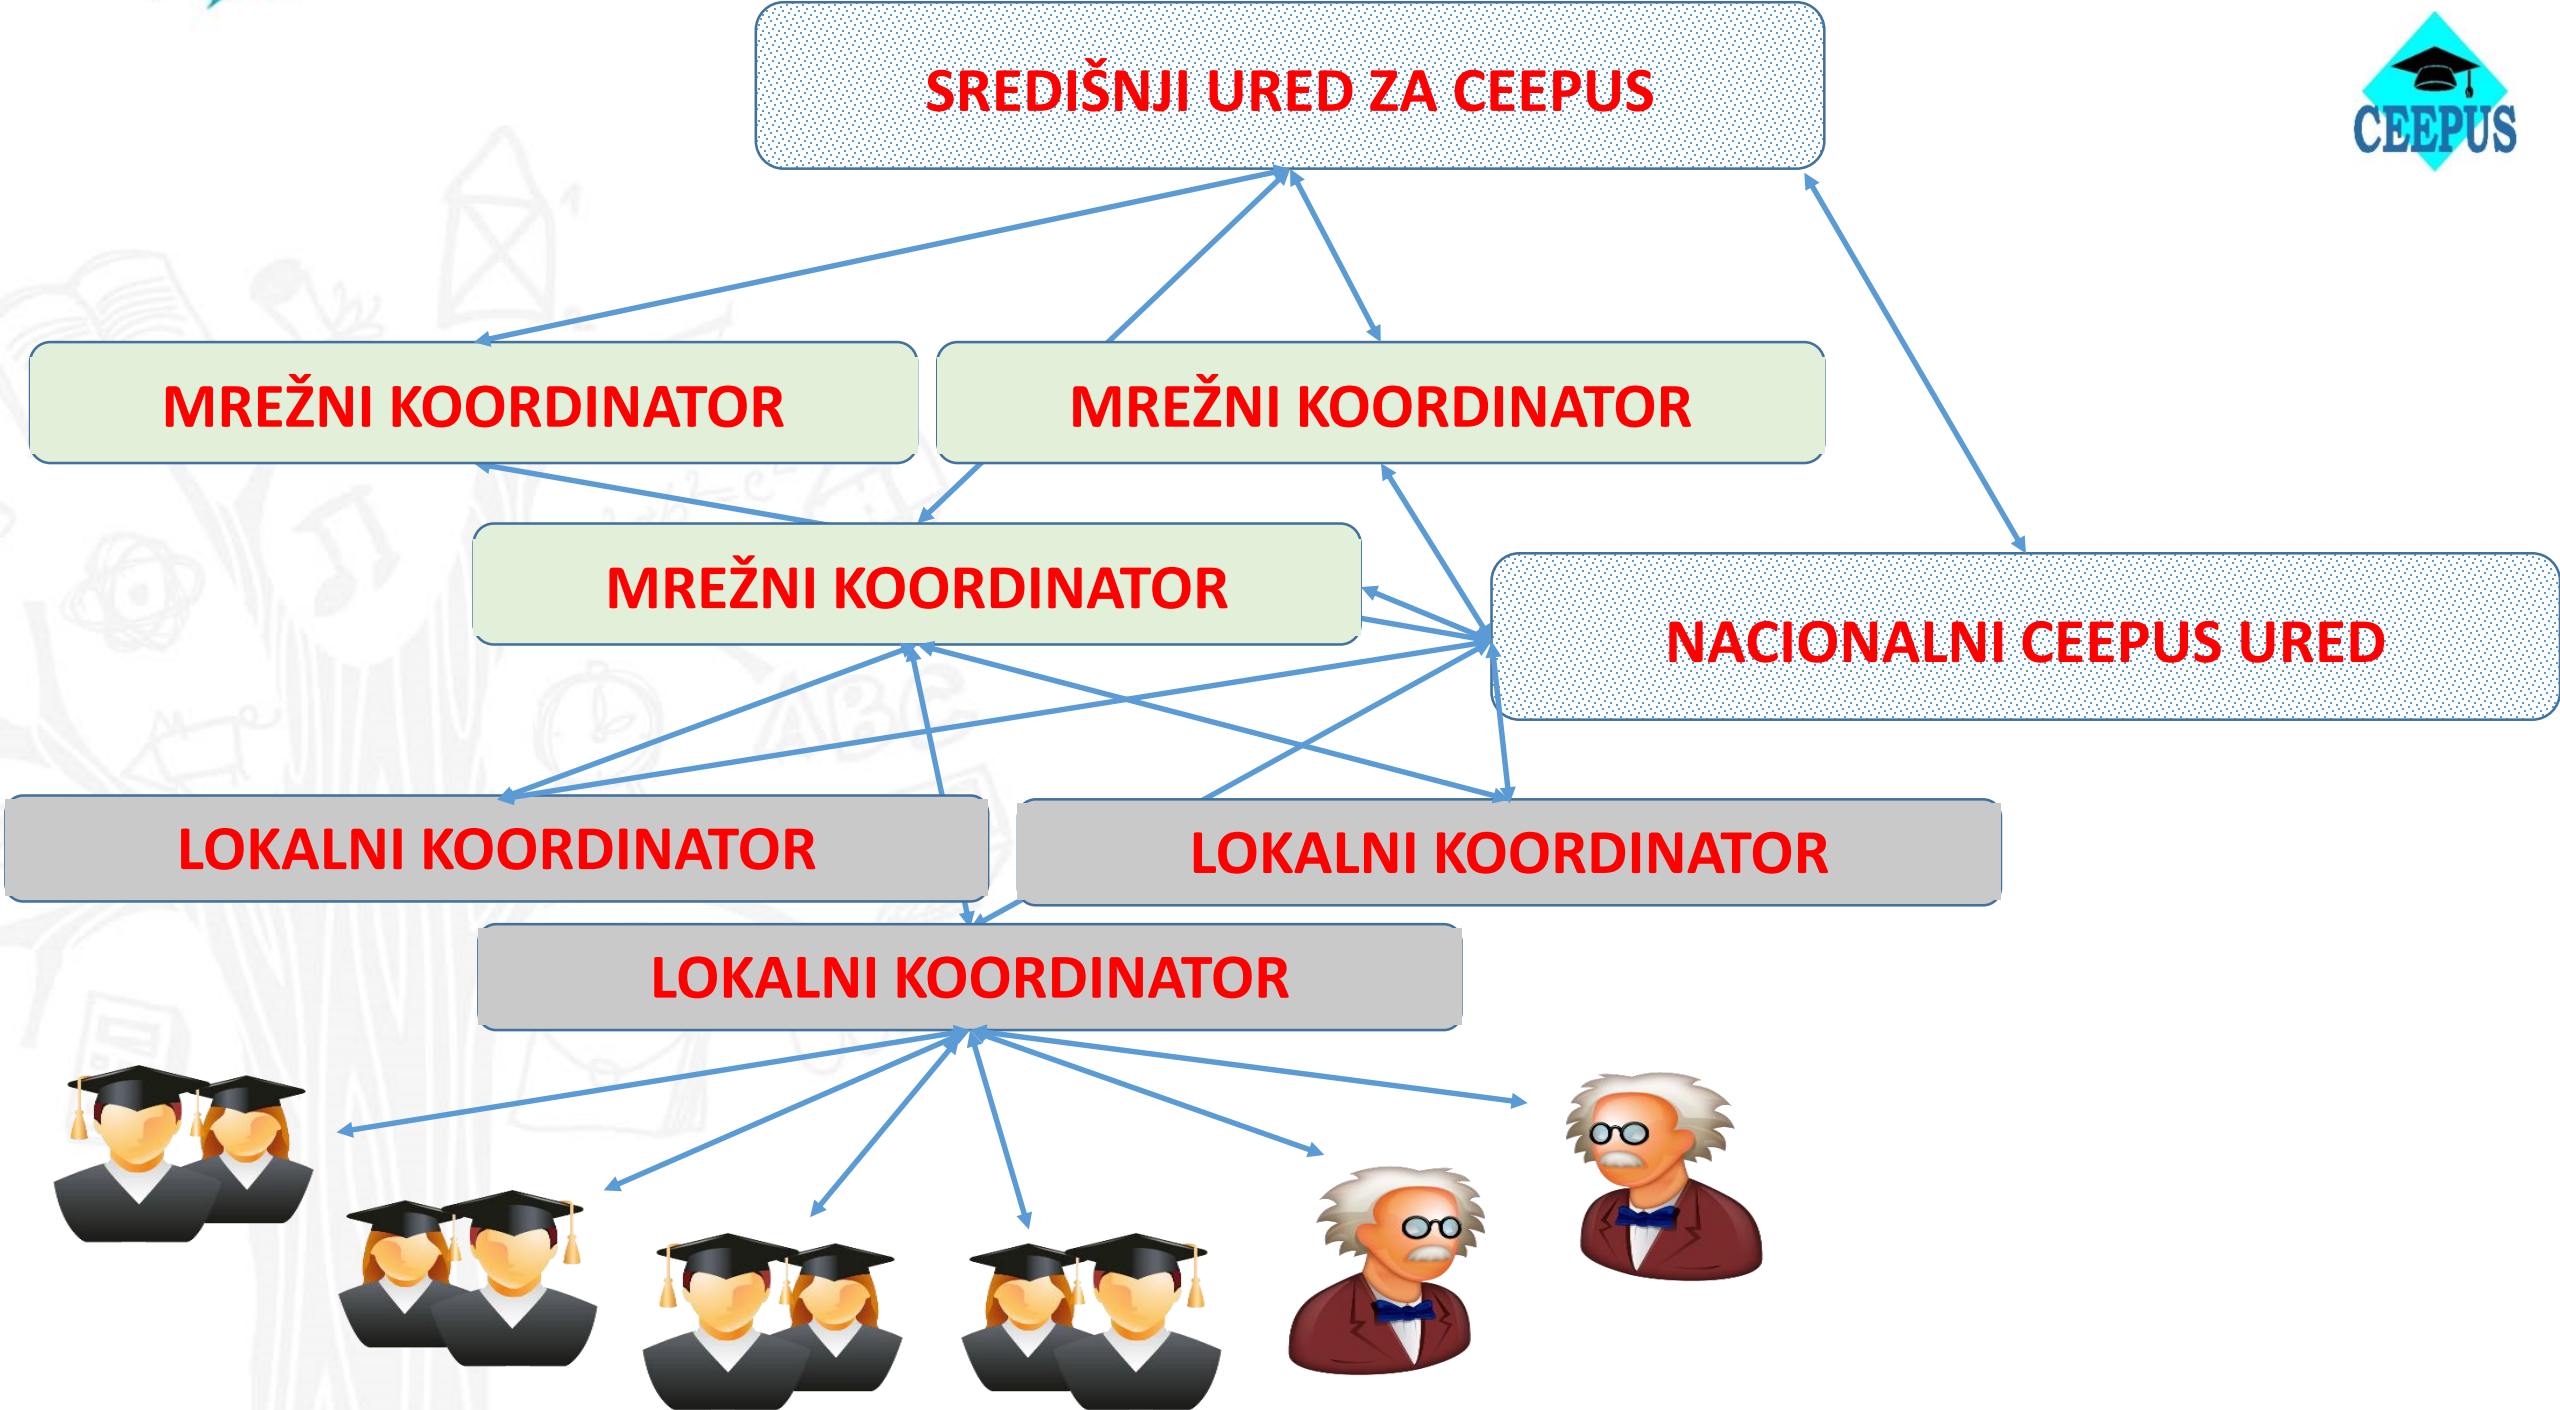 SREDIŠNJI URED ZA CEEPUS
CEEPUS
MREŽNI KOORDINATOR
MREŽNI KOORDINATOR
MREŽNI KOORDINATOR
NACIONALNI CEEPUS URED
ABC
LOKALNI KOORDINATOR
LOKALNI KOORDINATOR
LOKALNI KOORDINATOR